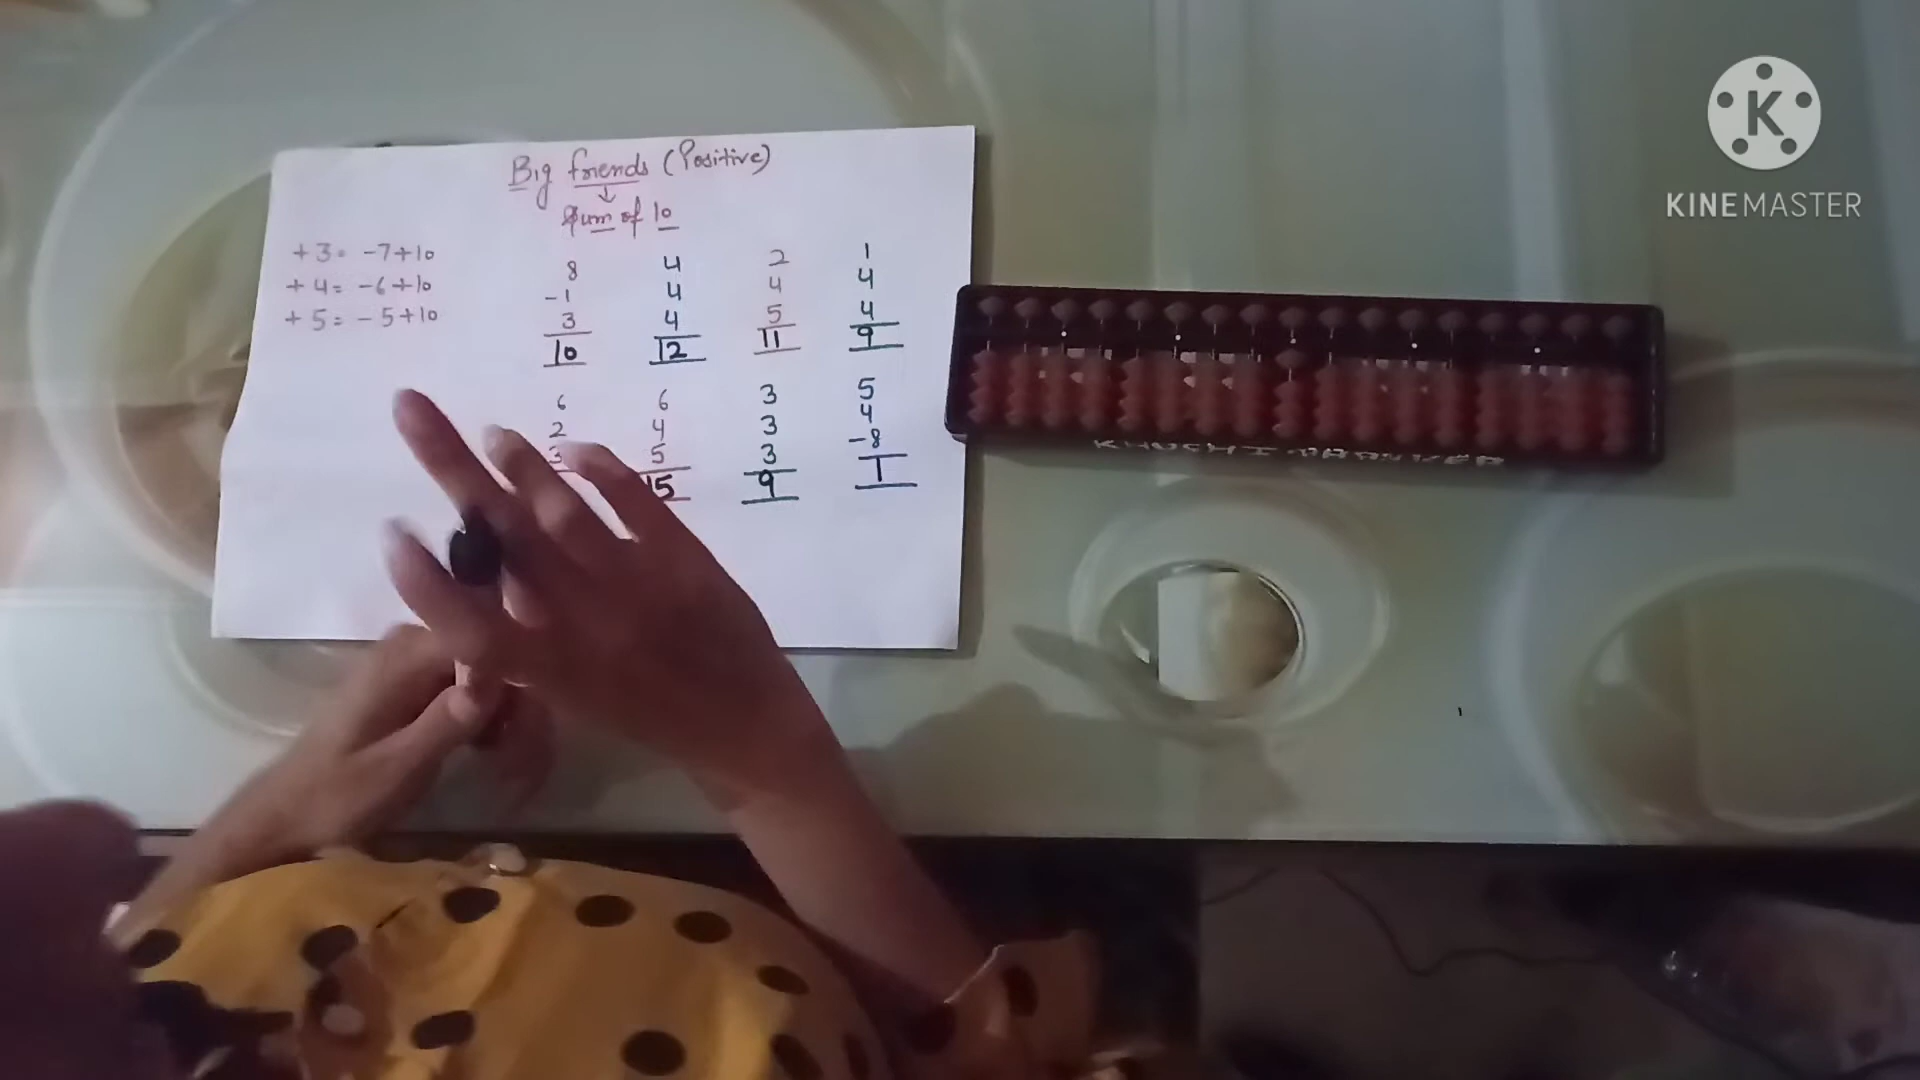 Big friends (Positive)
↓
Sum of 10
+3= -7+10
+4= -6+10
+5= -5+10
8 4 2 1
-1 4 4 4
3 4 5 4
10 12 11 9
6 6 3 5
2 4 3 4
3 5 3 -8
15 9 1
K
KINEMASTER